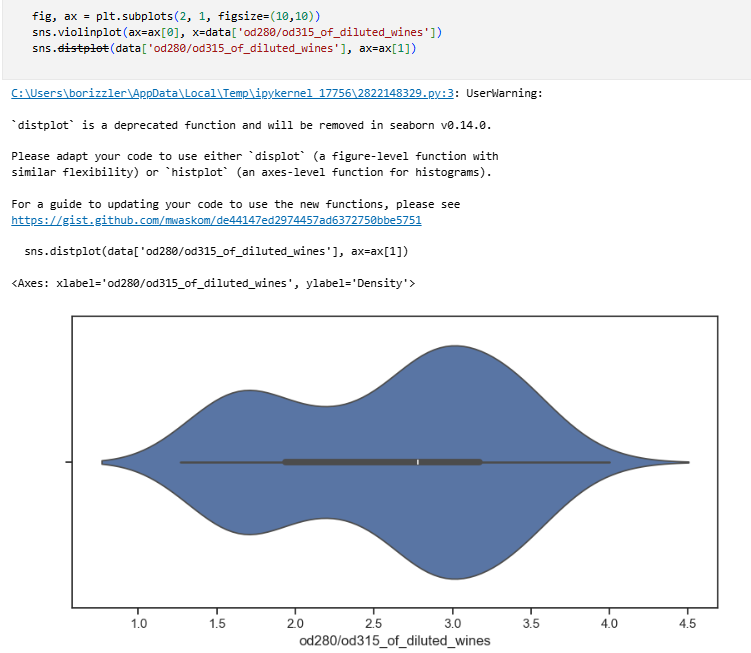 fig, ax = plt.subplots(2, 1, figsize=(10,10))
sns.violinplot(ax=ax[0], x=data['od280/od315_of_diluted_wines'])
sns.distplot(data['od280/od315_of_diluted_wines'], ax=ax[1])
C:\Users\borizzler\AppData\Local\Temp\ipykernel_17756\2822148329.py:3: UserWarning:
`distplot` is a deprecated function and will be removed in seaborn v0.14.0.
Please adapt your code to use either `displot` (a figure-level function with
similar flexibility) or `histplot` (an axes-level function for histograms).
For a guide to updating your code to use the new functions, please see
https://gist.github.com/mwaskom/de44147ed2974457ad6372750bbe5751
sns.distplot(data['od280/od315_of_diluted_wines'], ax=ax[1])
<Axes: xlabel='od280/od315_of_diluted_wines', ylabel='Density'>
1.0 1.5 2.0 2.5 3.0 3.5 4.0 4.5
od280/od315_of_diluted_wines